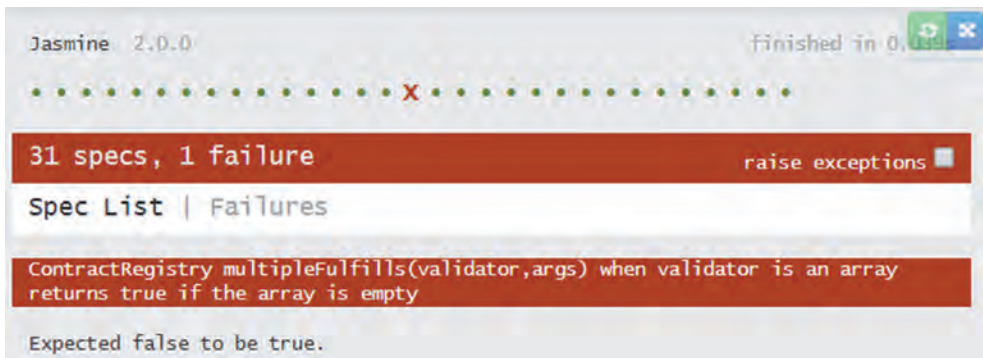 Jasmine 2.0.0 finished in
• • • • • • • • • • • • • • • X • • • • • • • • • • • • • • •
31 specs, 1 failure raise exceptions
Spec List | Failures
ContractRegistry multipleFulfills(validator,args) when validator is an array
returns true if the array is empty
Expected false to be true.